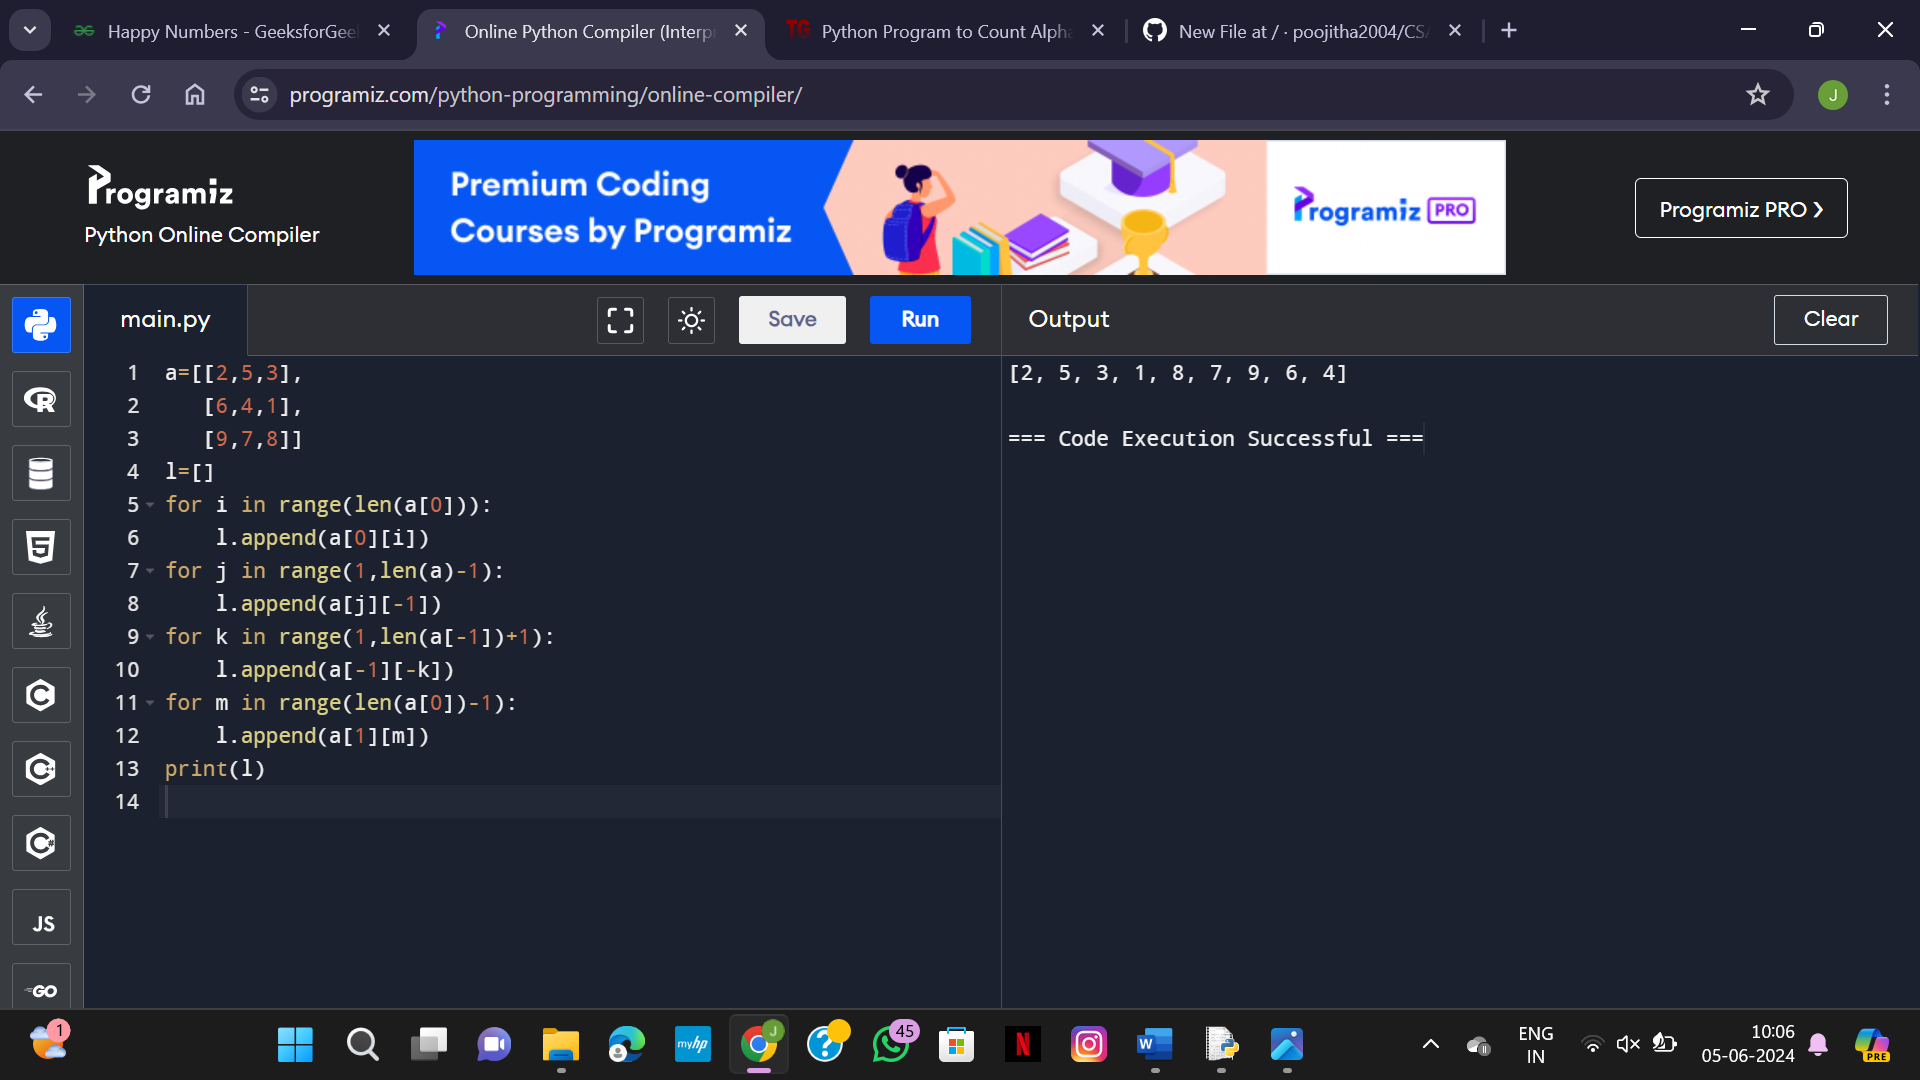 Happy Numbers - GeeksforGee
Online Python Compiler (Interp
TG
Python Program to Count Alph
New File at / · poojitha2004/CS
programiz.com/python-programming/online-compiler/
J
Programiz
Python Online Compiler
Premium Coding
Courses by Programiz
Programiz PRO
Programiz PRO ❯
main.py
Save
Run
Output
Clear
1 a=[[2,5,3],
2    [6,4,1],
3    [9,7,8]]
4 l=[]
5 for i in range(len(a[0])):
6     l.append(a[0][i])
7 for j in range(1,len(a)-1):
8     l.append(a[j][-1])
9 for k in range(1,len(a[-1])+1):
10     l.append(a[-1][-k])
11 for m in range(len(a[0])-1):
12     l.append(a[1][m])
13 print(l)
14
[2, 5, 3, 1, 8, 7, 9, 6, 4]
=== Code Execution Successful ===
R
5
C
C++
C#
JS
GO
1
myhp
J
?
45
N
W
ENG
IN
10:06
05-06-2024
PRE